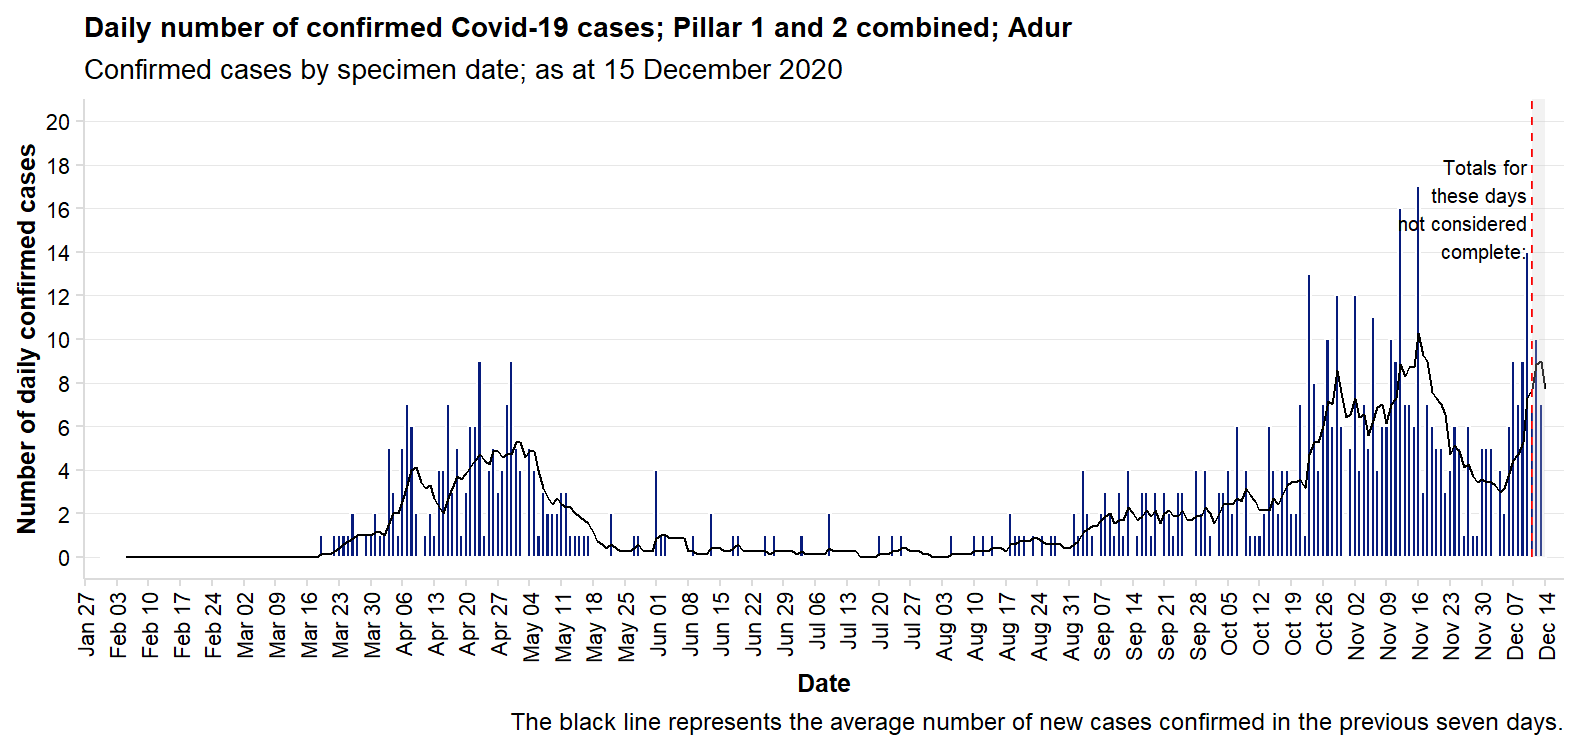 Daily number of confirmed Covid-19 cases; Pillar 1 and 2 combined; Adur
Confirmed cases by specimen date; as at 15 December 2020
Number of daily confirmed cases
20
18
16
14
12
10
8
6
4
2
0
Totals for
these days
not considered
complete:
Jan 27
Feb 03
Feb 10
Feb 17
Feb 24
Mar 02
Mar 09
Mar 16
Mar 23
Mar 30
Apr 06
Apr 13
Apr 20
Apr 27
May 04
May 11
May 18
May 25
Jun 01
Jun 08
Jun 15
Jun 22
Jun 29
Jul 06
Jul 13
Jul 20
Jul 27
Aug 03
Aug 10
Aug 17
Aug 24
Aug 31
Sep 07
Sep 14
Sep 21
Sep 28
Oct 05
Oct 12
Oct 19
Oct 26
Nov 02
Nov 09
Nov 16
Nov 23
Nov 30
Dec 07
Dec 14
Date
The black line represents the average number of new cases confirmed in the previous seven days.